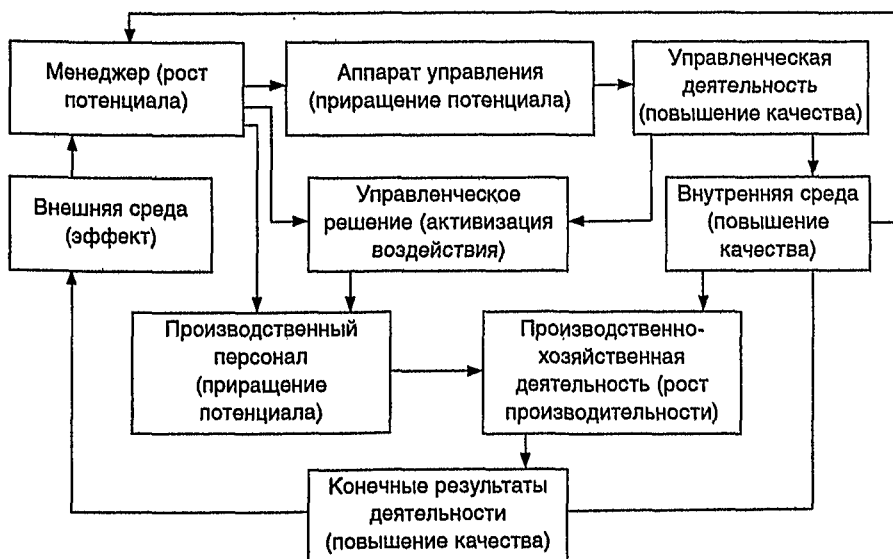 Менеджер (рост
потенциала)
Аппарат управления
(приращение потенциала)
Управленческая
деятельность
(повышение качества)
Внешняя среда
(эффект)
Управленческое
решение (активизация
воздействия)
Внутренняя среда
(повышение
качества)
Производственный
персонал
(приращение
потенциала)
Производственно-
хозяйственная
деятельность (рост
производительности)
Конечные результаты
деятельности
(повышение качества)